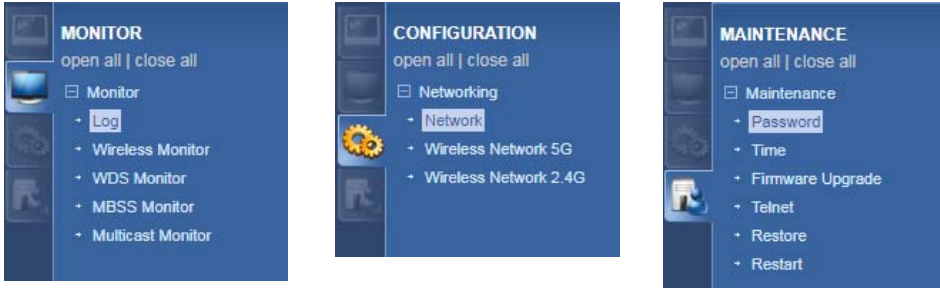 MONITOR
open all | close all
Monitor
Log
Wireless Monitor
WDS Monitor
MBSS Monitor
Multicast Monitor
CONFIGURATION
open all | close all
Networking
Network
Wireless Network 5G
Wireless Network 2.4G
MAINTENANCE
open all | close all
Maintenance
Password
Time
Firmware Upgrade
Telnet
Restore
Restart